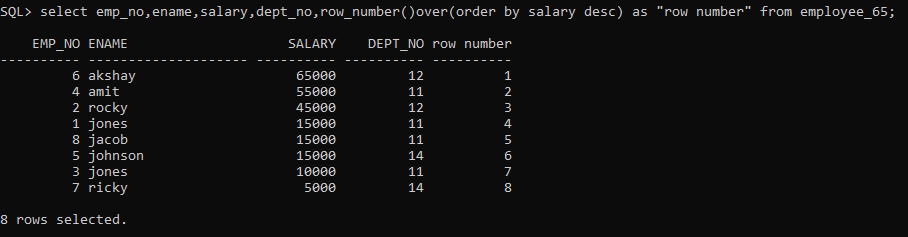 SQL> select emp_no,ename,salary,dept_no,row_number()over(order by salary desc) as "row number" from employee_65;
EMP_NO ENAME SALARY DEPT_NO row number
---------- -------------------- ---------- ---------- ----------
6 akshay 65000 12 1
4 amit 55000 11 2
2 rocky 45000 12 3
1 jones 15000 11 4
8 jacob 15000 11 5
5 johnson 15000 14 6
3 jones 10000 11 7
7 ricky 5000 14 8
8 rows selected.